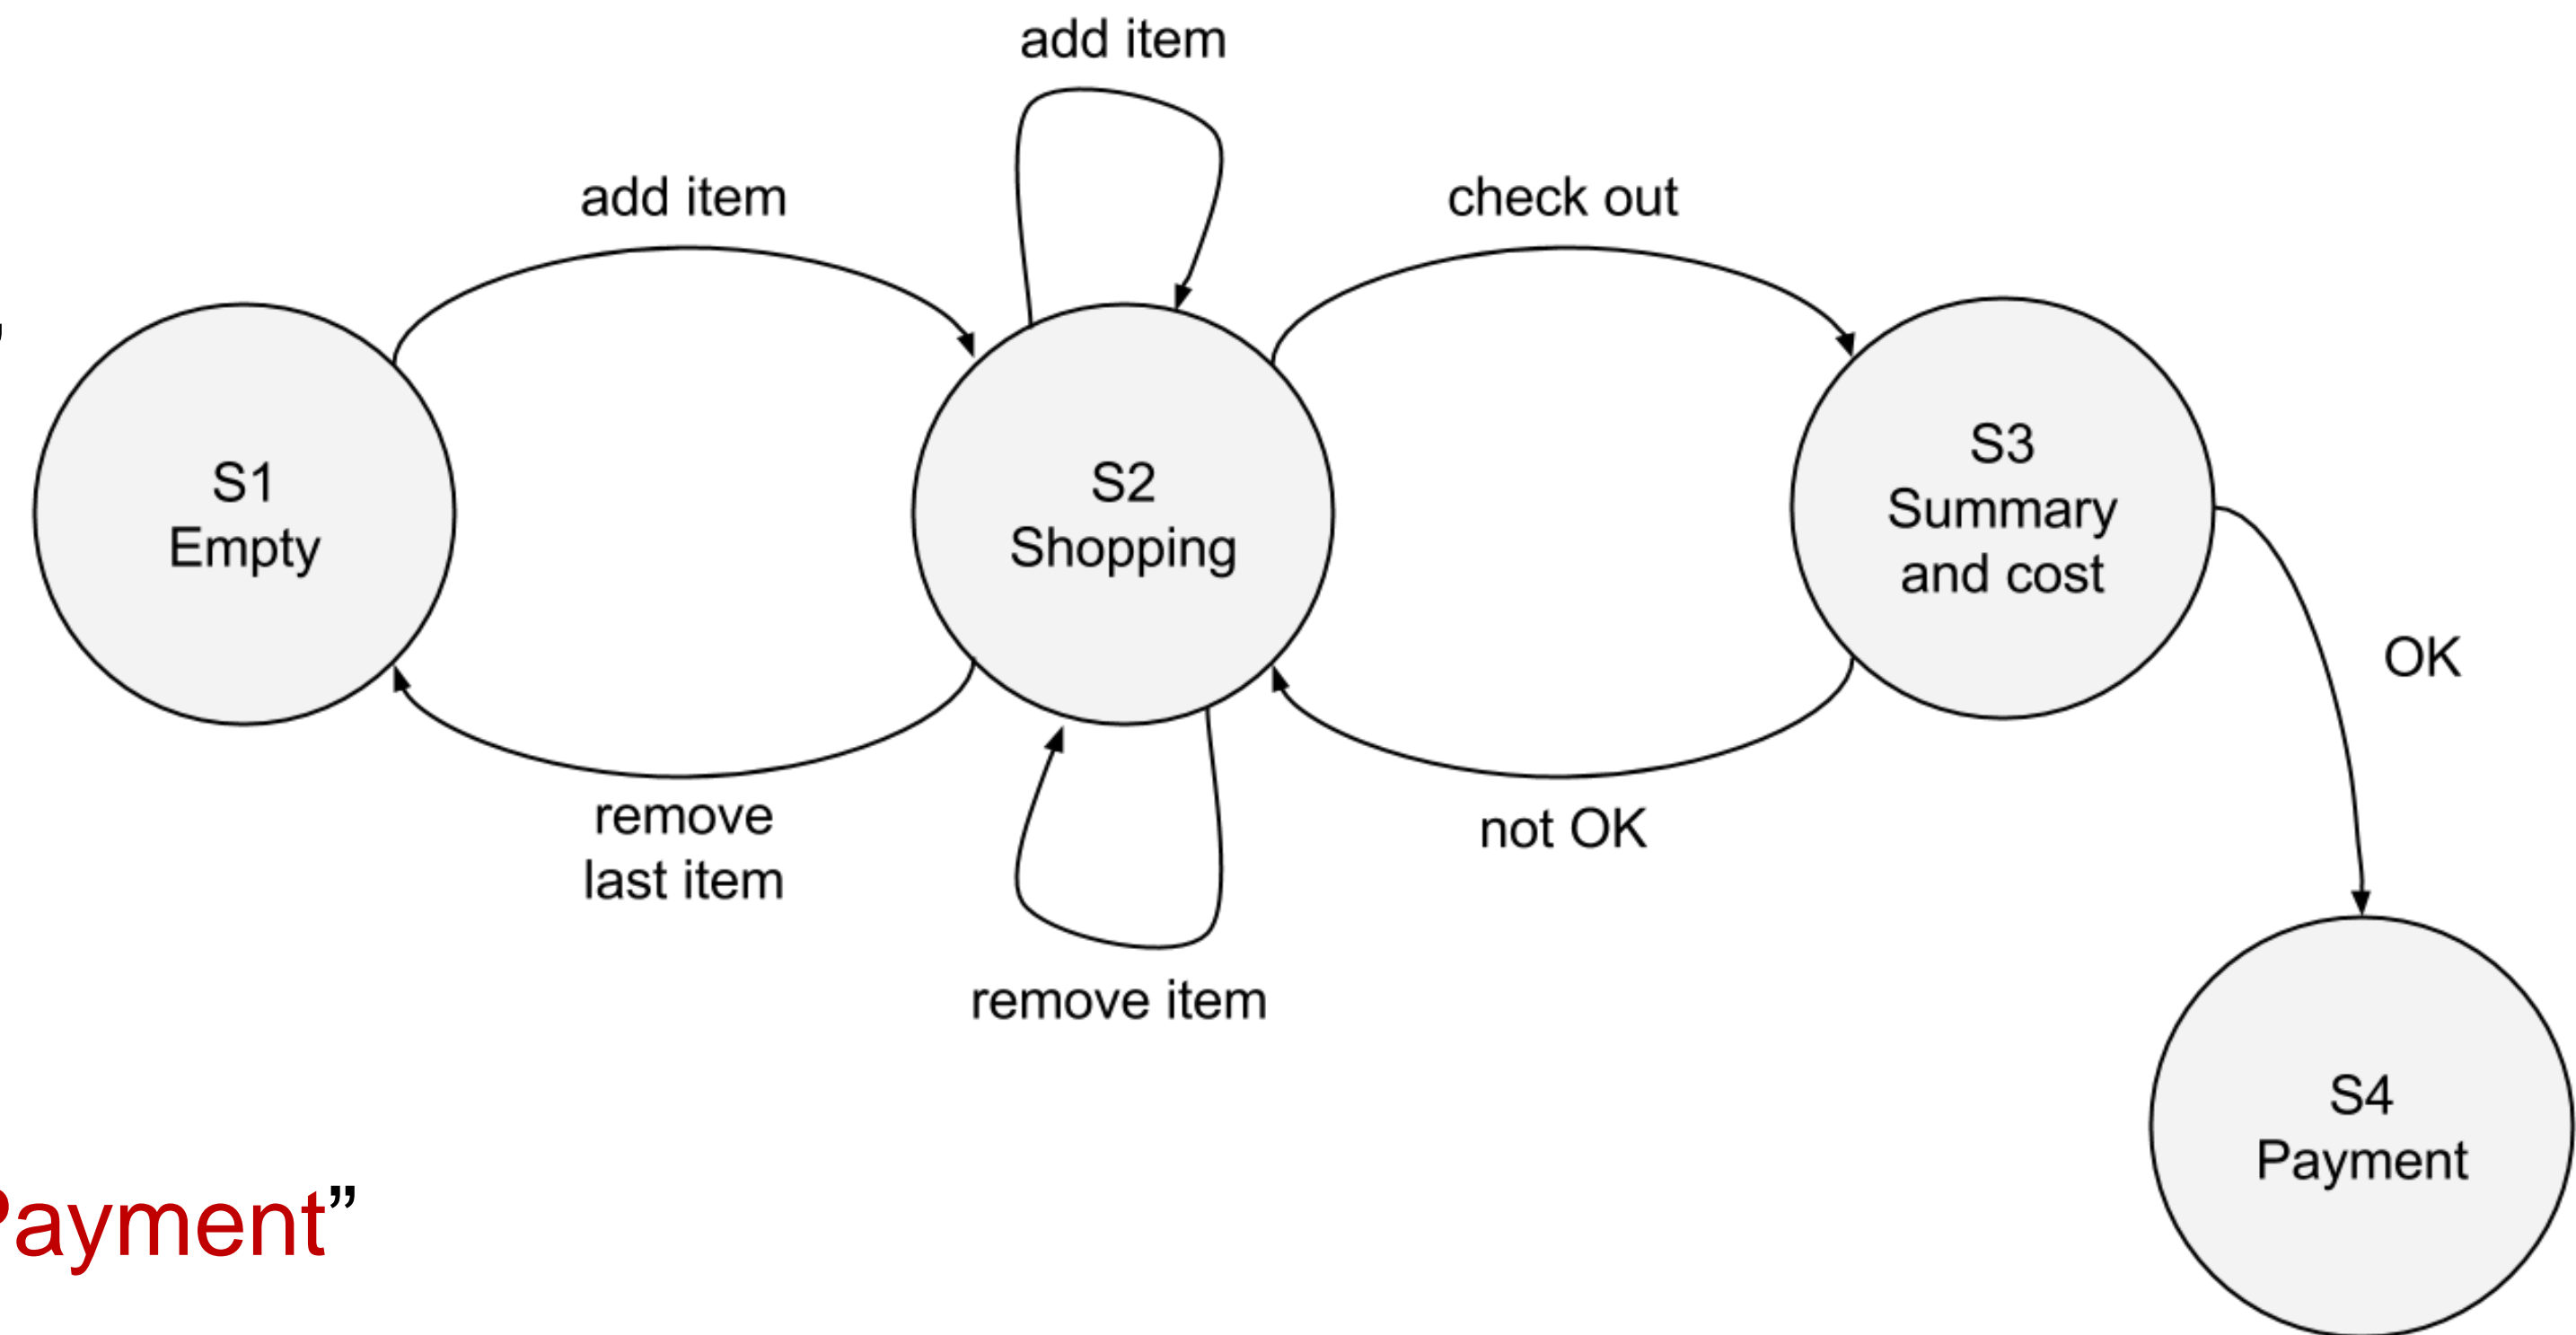 add item
add item
check out
S1
Empty
S2
Shopping
S3
Summary
and cost
OK
remove
last item
not OK
remove item
S4
Payment
ayment”